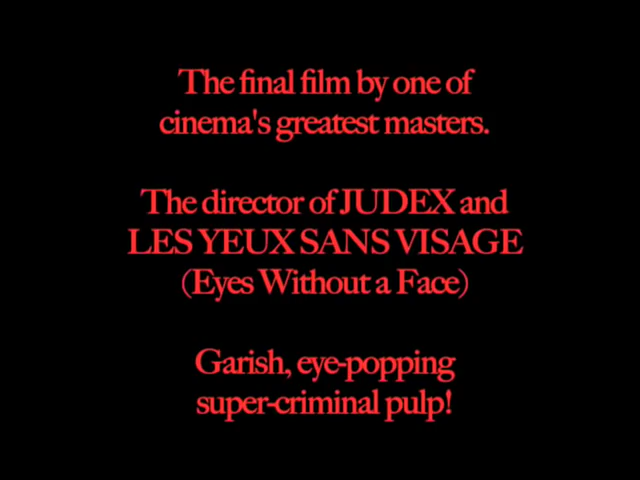 The final film by one of
cinema's greatest masters.
The director of JUDEX and
LES YEUX SANS VISAGE
(Eyes Without a Face)
Garish, eye-popping
super-criminal pulp!